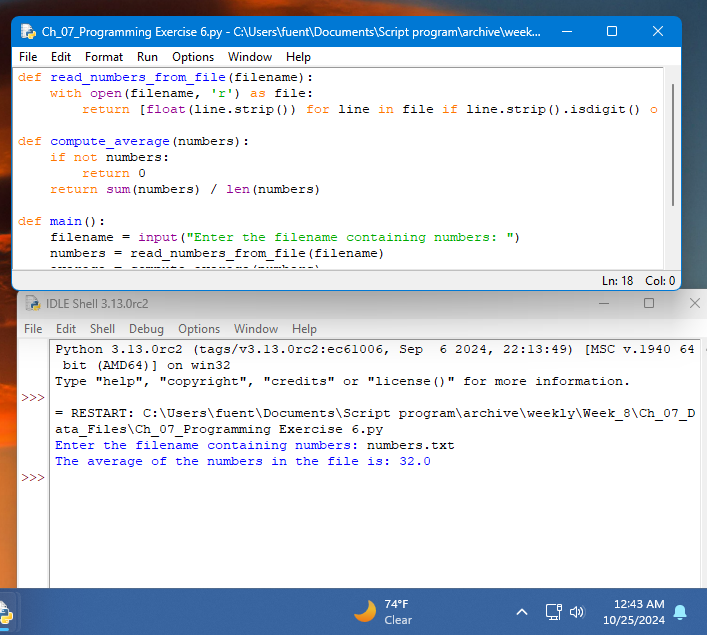 Ch_07_Programming Exercise 6.py - C:\Users\fuent\Documents\Script program\archive\week...
File Edit Format Run Options Window Help
def read_numbers_from_file(filename):
    with open(filename, 'r') as file:
        return [float(line.strip()) for line in file if line.strip().isdigit() o
def compute_average(numbers):
    if not numbers:
        return 0
    return sum(numbers) / len(numbers)
def main():
    filename = input("Enter the filename containing numbers: ")
    numbers = read_numbers_from_file(filename)
    average = compute_average(numbers)
Ln: 18 Col: 0
IDLE Shell 3.13.0rc2
File Edit Shell Debug Options Window Help
Python 3.13.0rc2 (tags/v3.13.0rc2:ec61006, Sep  6 2024, 22:13:49) [MSC v.1940 64
 bit (AMD64)] on win32
Type "help", "copyright", "credits" or "license()" for more information.
>>>
= RESTART: C:\Users\fuent\Documents\Script program\archive\weekly\Week_8\Ch_07_D
ata_Files\Ch_07_Programming Exercise 6.py
Enter the filename containing numbers: numbers.txt
The average of the numbers in the file is: 32.0
>>>
74°F
Clear
12:43 AM
10/25/2024